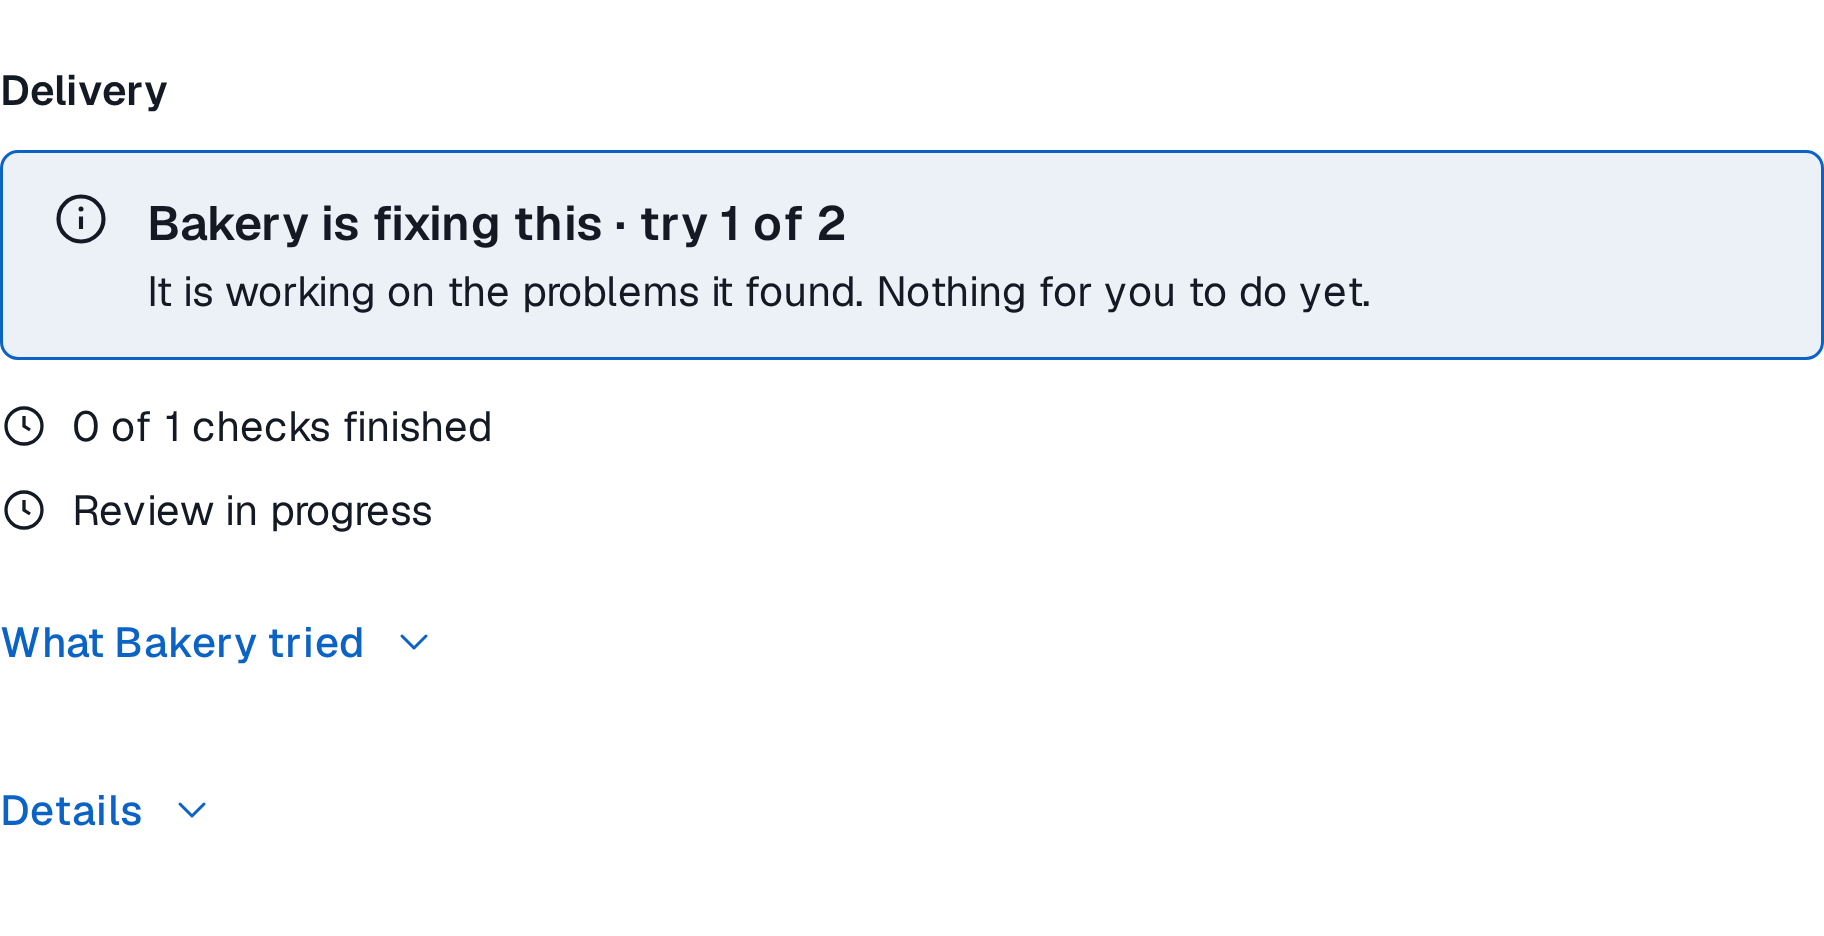 Delivery
Bakery is fixing this · try 1 of 2
It is working on the problems it found. Nothing for you to do yet.
0 of 1 checks finished
Review in progress
What Bakery tried
Details